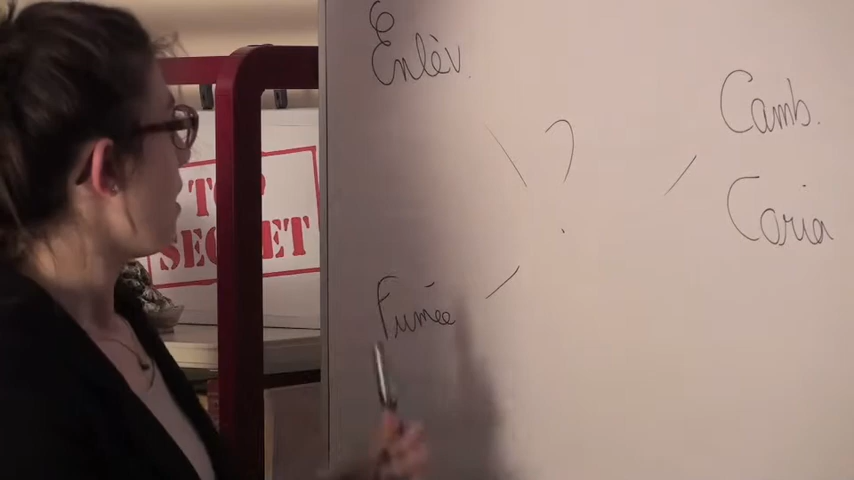 TOP
SECRET
Enlèv.
?
Camb.
Coria
Fumée